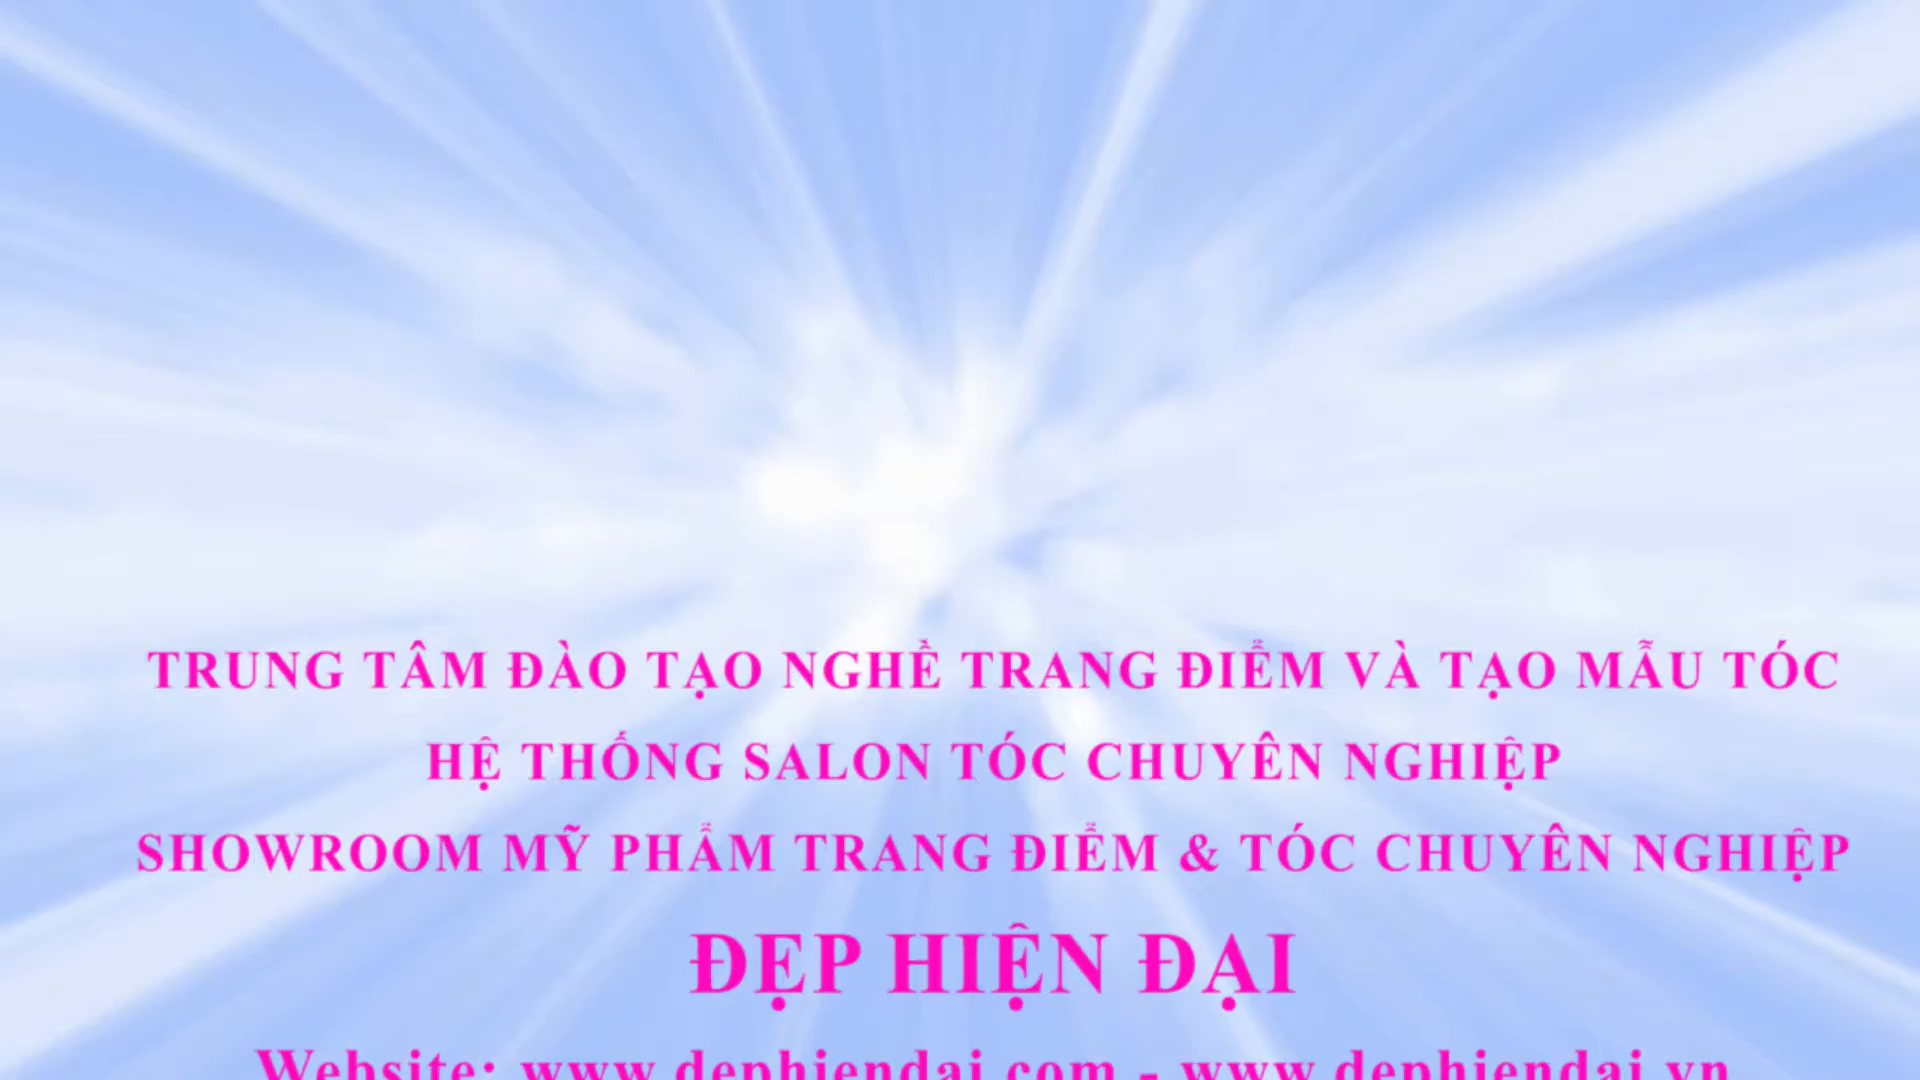 TRUNG TÂM ĐÀO TẠO NGHỀ TRANG ĐIỂM VÀ TẠO MẪU TÓC
HỆ THỐNG SALON TÓC CHUYÊN NGHIỆP
SHOWROOM MỸ PHẨM TRANG ĐIỂM & TÓC CHUYÊN NGHIỆP
ĐẸP HIỆN ĐẠI
Website: www.dephiendai.com - www.dephiendai.vn